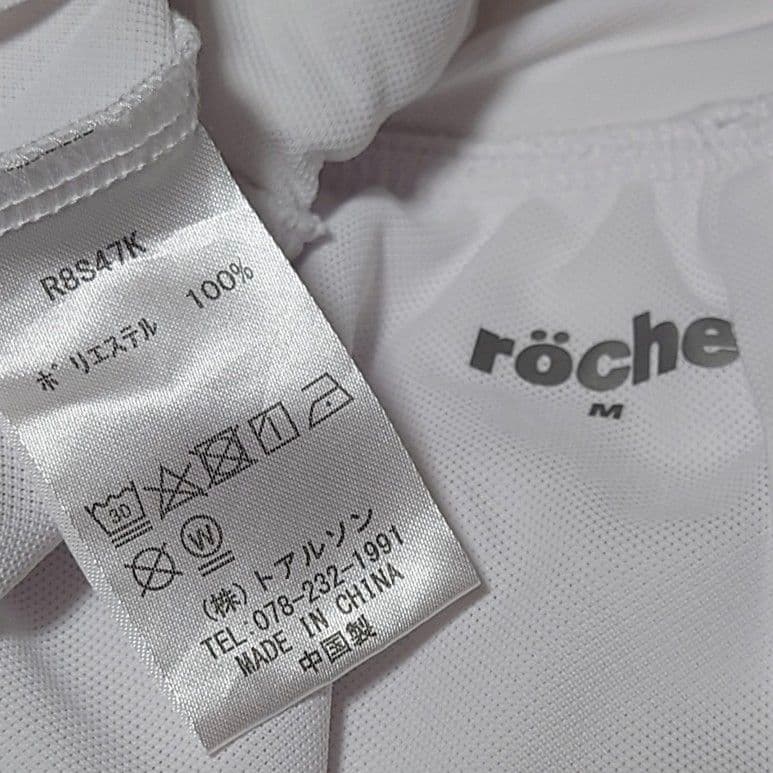 R8S47K
ポリエステル 100%
30
W
(株)トアルソン
TEL:078-232-1991
MADE IN CHINA
中国製
röche
M